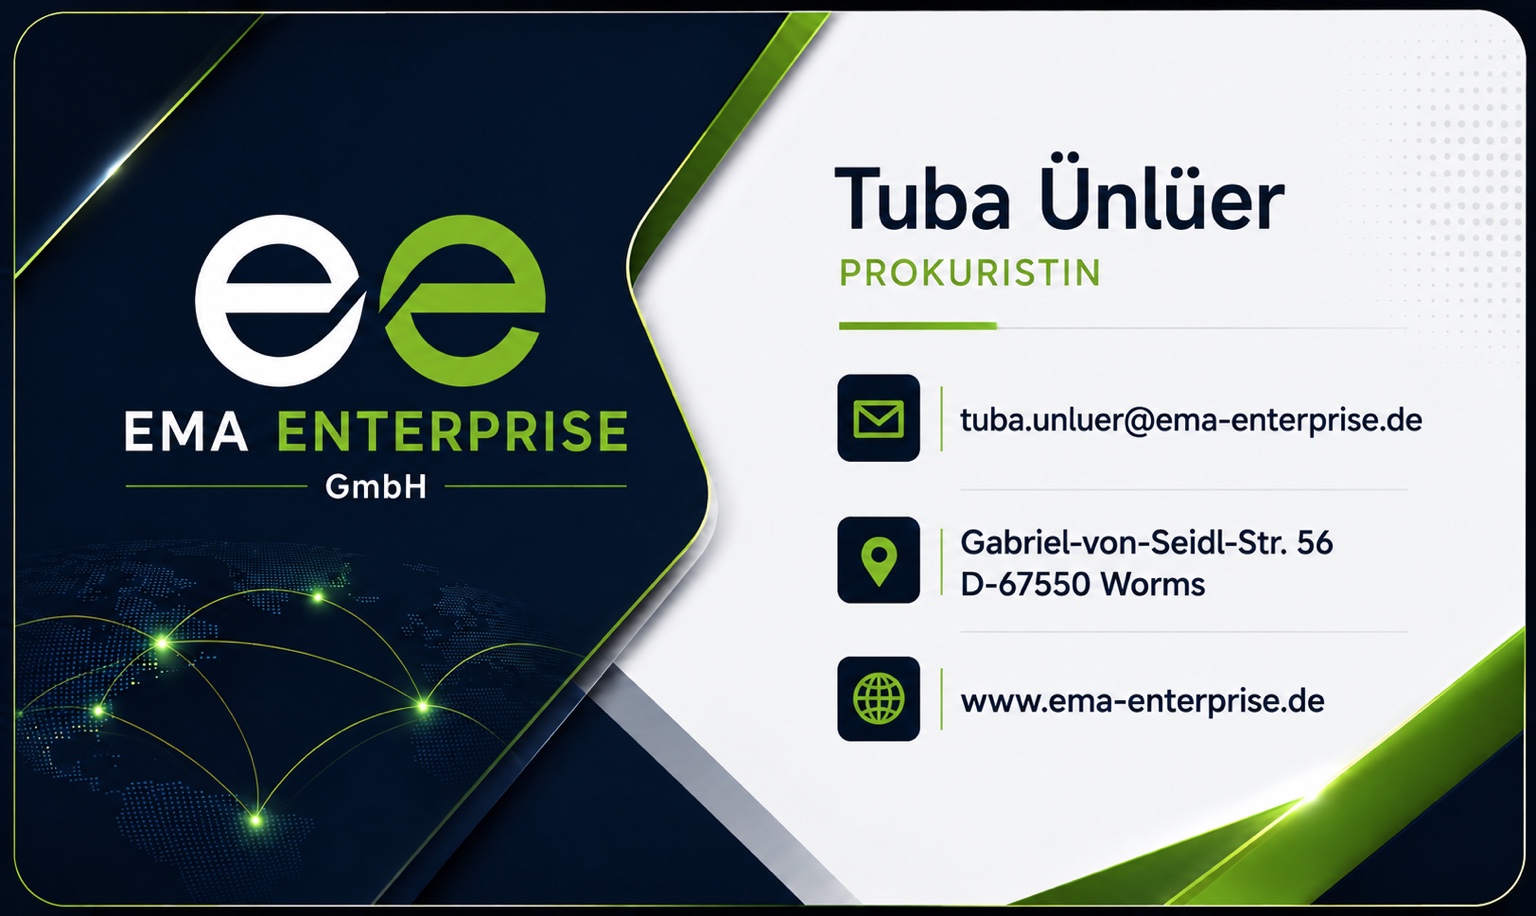 ee
EMA ENTERPRISE
GmbH
Tuba Ünlüer
PROKURISTIN
tuba.unluer@ema-enterprise.de
Gabriel-von-Seidl-Str. 56
D-67550 Worms
www.ema-enterprise.de